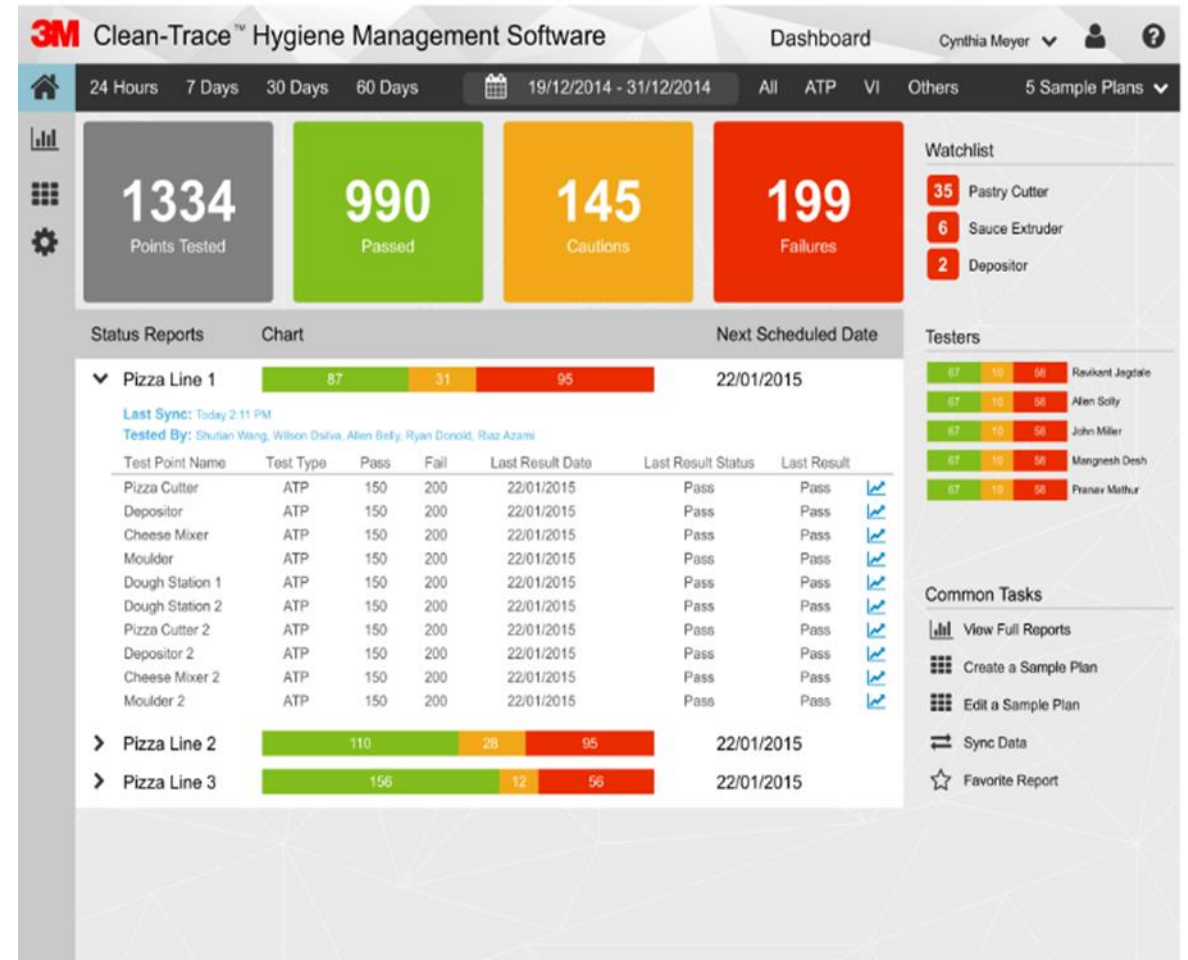 3M Clean-Trace™ Hygiene Management Software Dashboard Cynthia Meyer
24 Hours 7 Days 30 Days 60 Days 19/12/2014 - 31/12/2014 All ATP VI Others 5 Sample Plans
1334
Points Tested
990
Passed
145
Cautions
199
Failures
Watchlist
35 Pastry Cutter
6 Sauce Extruder
2 Depositor
Status Reports Chart Next Scheduled Date
Pizza Line 1 87 31 95 22/01/2015
Last Sync: Today 2:11 PM
Tested By: Shutian Wang, Wilson Dsilva, Allen Belly, Ryan Donold, Riaz Azami
Test Point Name Test Type Pass Fail Last Result Date Last Result Status Last Result
Pizza Cutter ATP 150 200 22/01/2015 Pass Pass
Depositor ATP 150 200 22/01/2015 Pass Pass
Cheese Mixer ATP 150 200 22/01/2015 Pass Pass
Moulder ATP 150 200 22/01/2015 Pass Pass
Dough Station 1 ATP 150 200 22/01/2015 Pass Pass
Dough Station 2 ATP 150 200 22/01/2015 Pass Pass
Pizza Cutter 2 ATP 150 200 22/01/2015 Pass Pass
Depositor 2 ATP 150 200 22/01/2015 Pass Pass
Cheese Mixer 2 ATP 150 200 22/01/2015 Pass Pass
Moulder 2 ATP 150 200 22/01/2015 Pass Pass
Pizza Line 2 110 28 95 22/01/2015
Pizza Line 3 156 12 56 22/01/2015
Testers
67 10 58 Ravikant Jagdale
67 10 58 Allen Solly
67 10 58 John Miller
67 10 58 Mangnesh Desh
67 10 58 Pranav Mathur
Common Tasks
View Full Reports
Create a Sample Plan
Edit a Sample Plan
Sync Data
Favorite Report